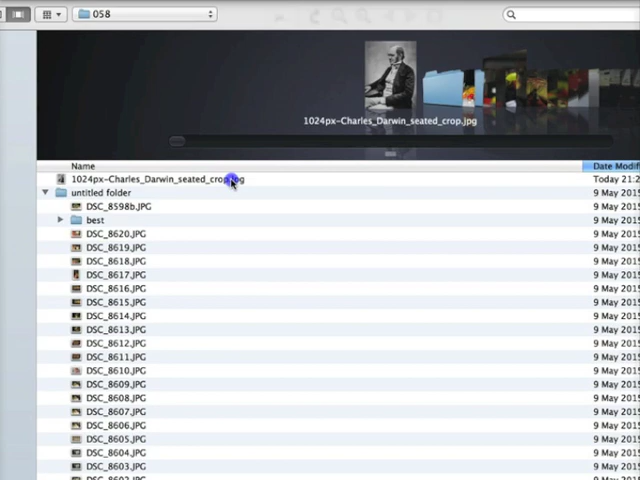 058
1024px-Charles_Darwin_seated_crop.jpg
Name Date Modif
1024px-Charles_Darwin_seated_crop.jpg Today 21:2
untitled folder 9 May 2015
DSC_8598b.JPG 9 May 2015
best 9 May 2015
DSC_8620.JPG 9 May 2015
DSC_8619.JPG 9 May 2015
DSC_8618.JPG 9 May 2015
DSC_8617.JPG 9 May 2015
DSC_8616.JPG 9 May 2015
DSC_8615.JPG 9 May 2015
DSC_8614.JPG 9 May 2015
DSC_8613.JPG 9 May 2015
DSC_8612.JPG 9 May 2015
DSC_8611.JPG 9 May 2015
DSC_8610.JPG 9 May 2015
DSC_8609.JPG 9 May 2015
DSC_8608.JPG 9 May 2015
DSC_8607.JPG 9 May 2015
DSC_8606.JPG 9 May 2015
DSC_8605.JPG 9 May 2015
DSC_8604.JPG 9 May 2015
DSC_8603.JPG 9 May 2015